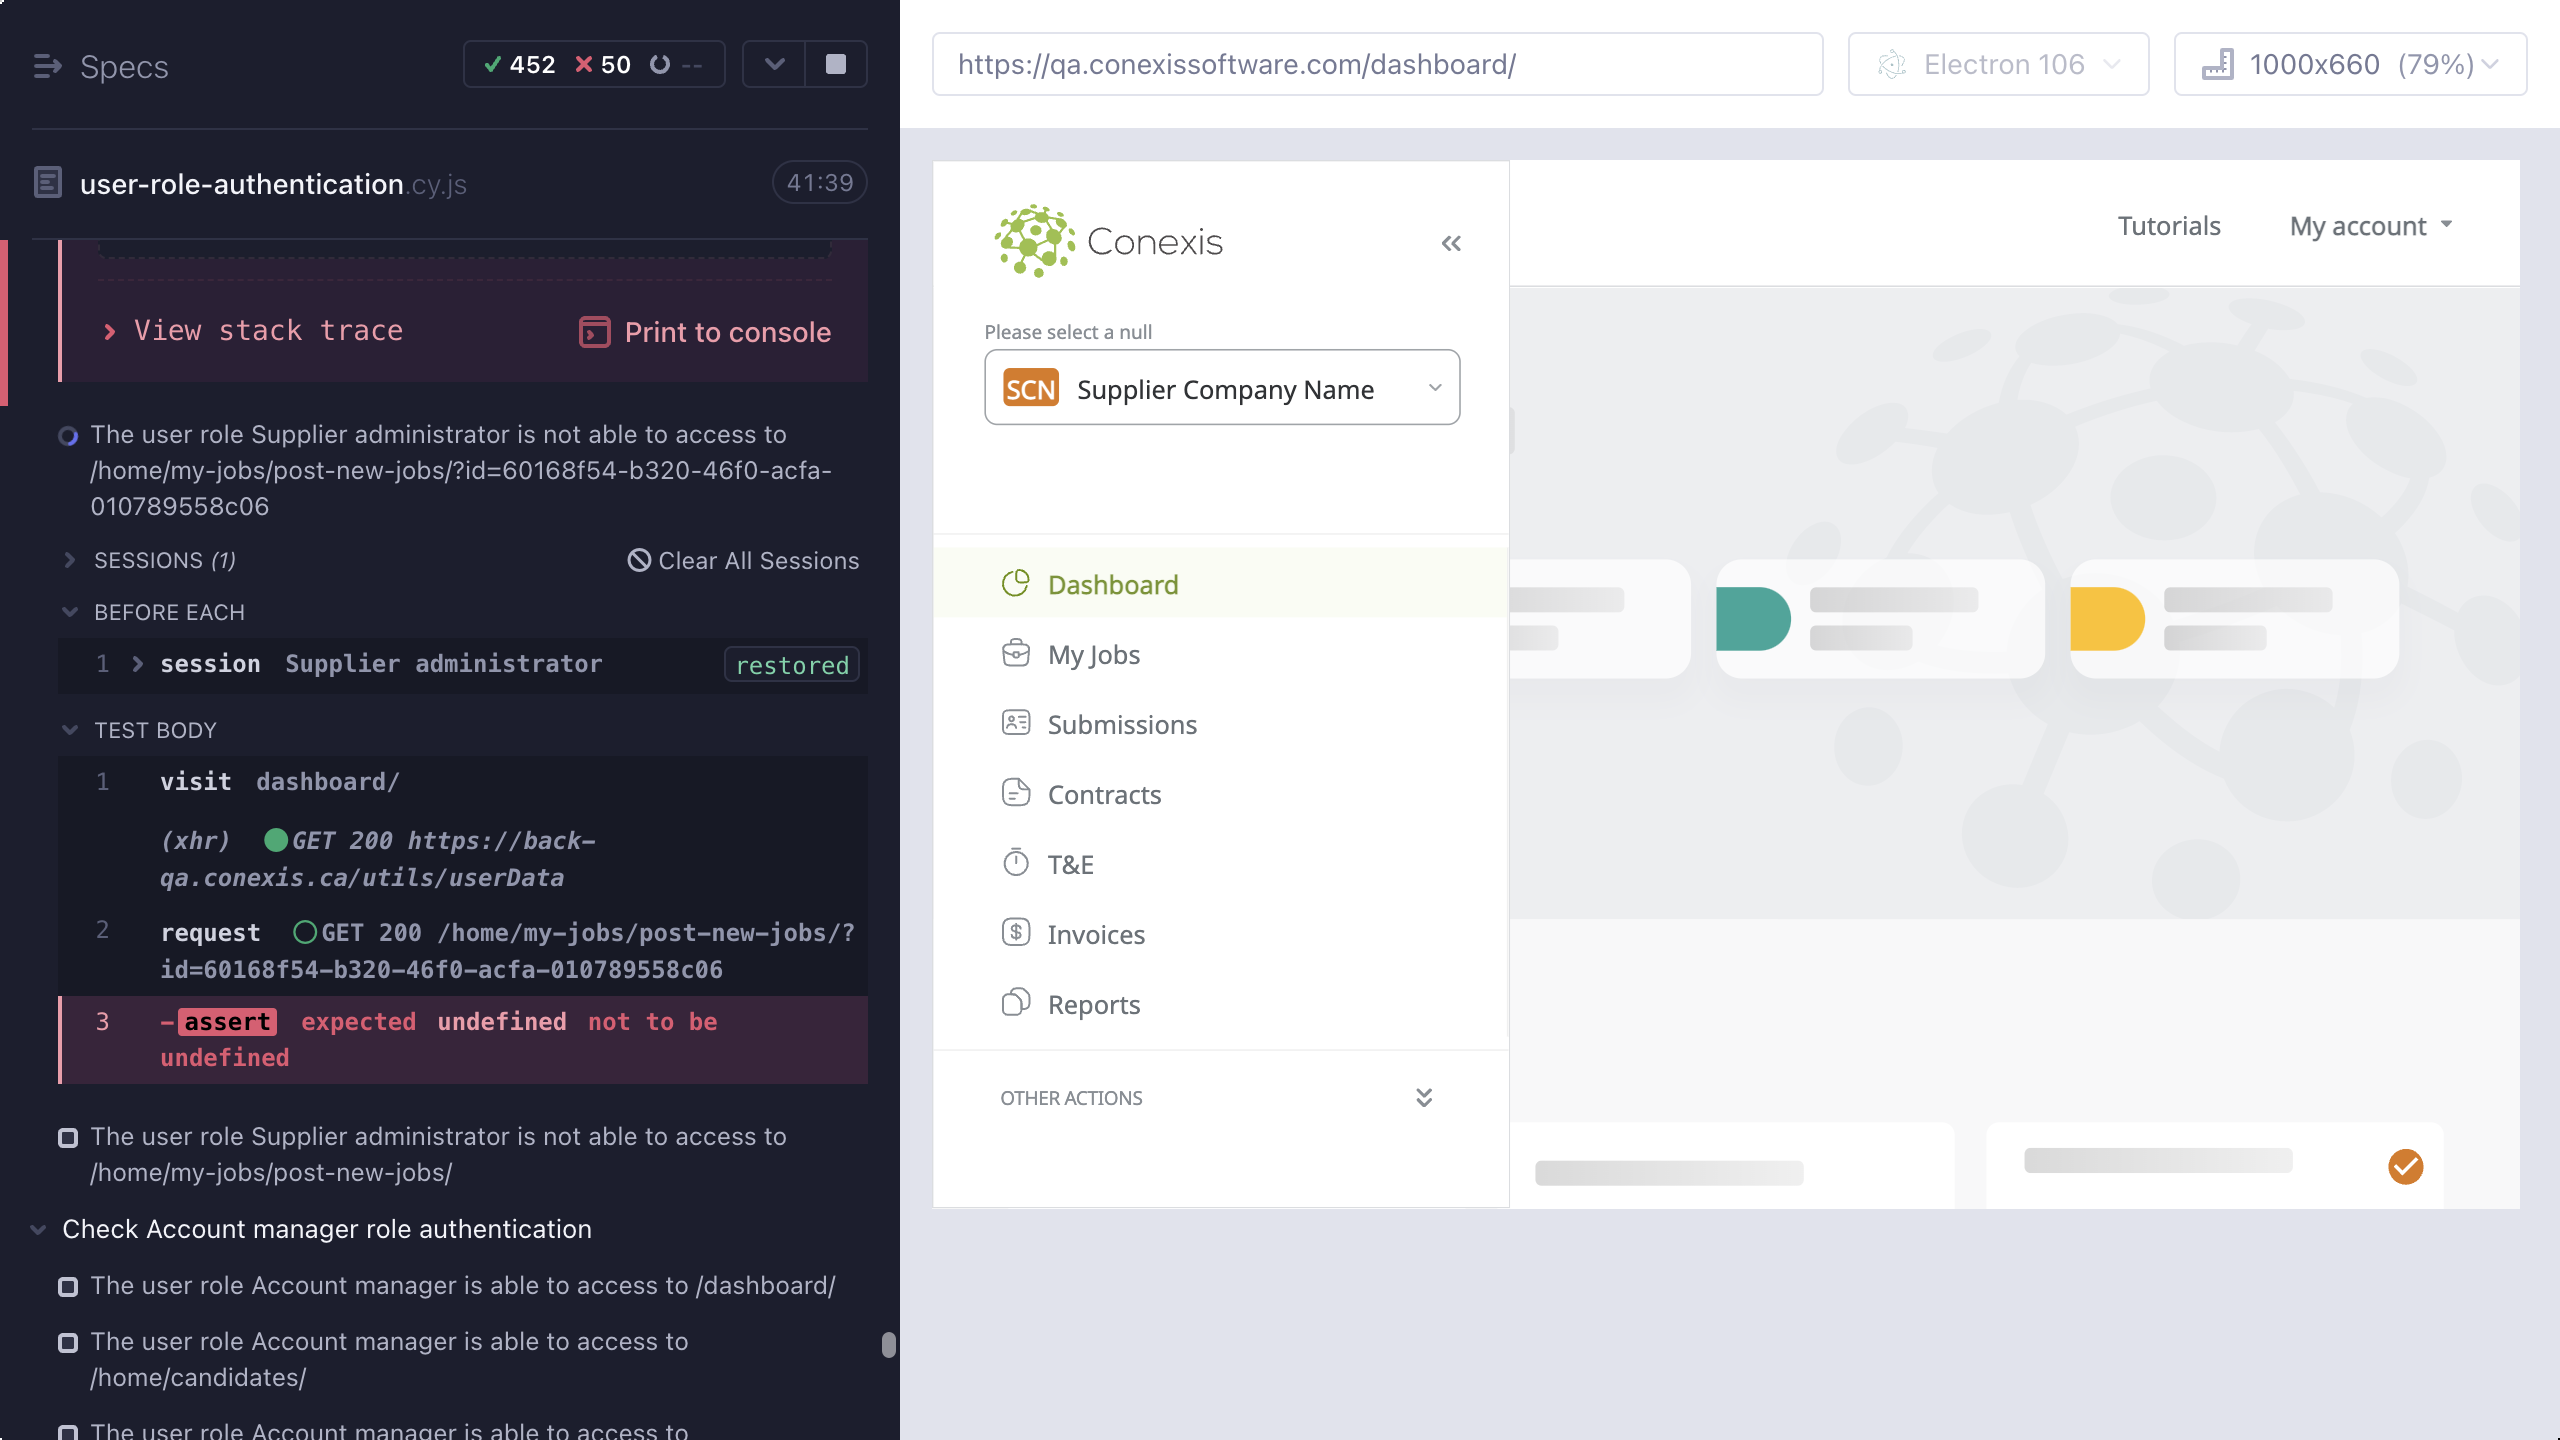 Specs
452
50
--
user-role-authentication.cy.js
41:39
View stack trace
Print to console
The user role Supplier administrator is not able to access to
/home/my-jobs/post-new-jobs/?id=60168f54-b320-46f0-acfa-
010789558c06
SESSIONS (1)
Clear All Sessions
BEFORE EACH
1 session Supplier administrator
restored
TEST BODY
1 visit dashboard/
(xhr) GET 200 https://back-
qa.conexis.ca/utils/userData
2 request GET 200 /home/my-jobs/post-new-jobs/?
id=60168f54-b320-46f0-acfa-010789558c06
3 -assert expected undefined not to be
undefined
The user role Supplier administrator is not able to access to
/home/my-jobs/post-new-jobs/
Check Account manager role authentication
The user role Account manager is able to access to /dashboard/
The user role Account manager is able to access to
/home/candidates/
The user role Account manager is able to access to
https://qa.conexissoftware.com/dashboard/
Electron 106
1000x660 (79%)
Conexis
Tutorials
My account
Please select a null
SCN Supplier Company Name
Dashboard
My Jobs
Submissions
Contracts
T&E
Invoices
Reports
OTHER ACTIONS